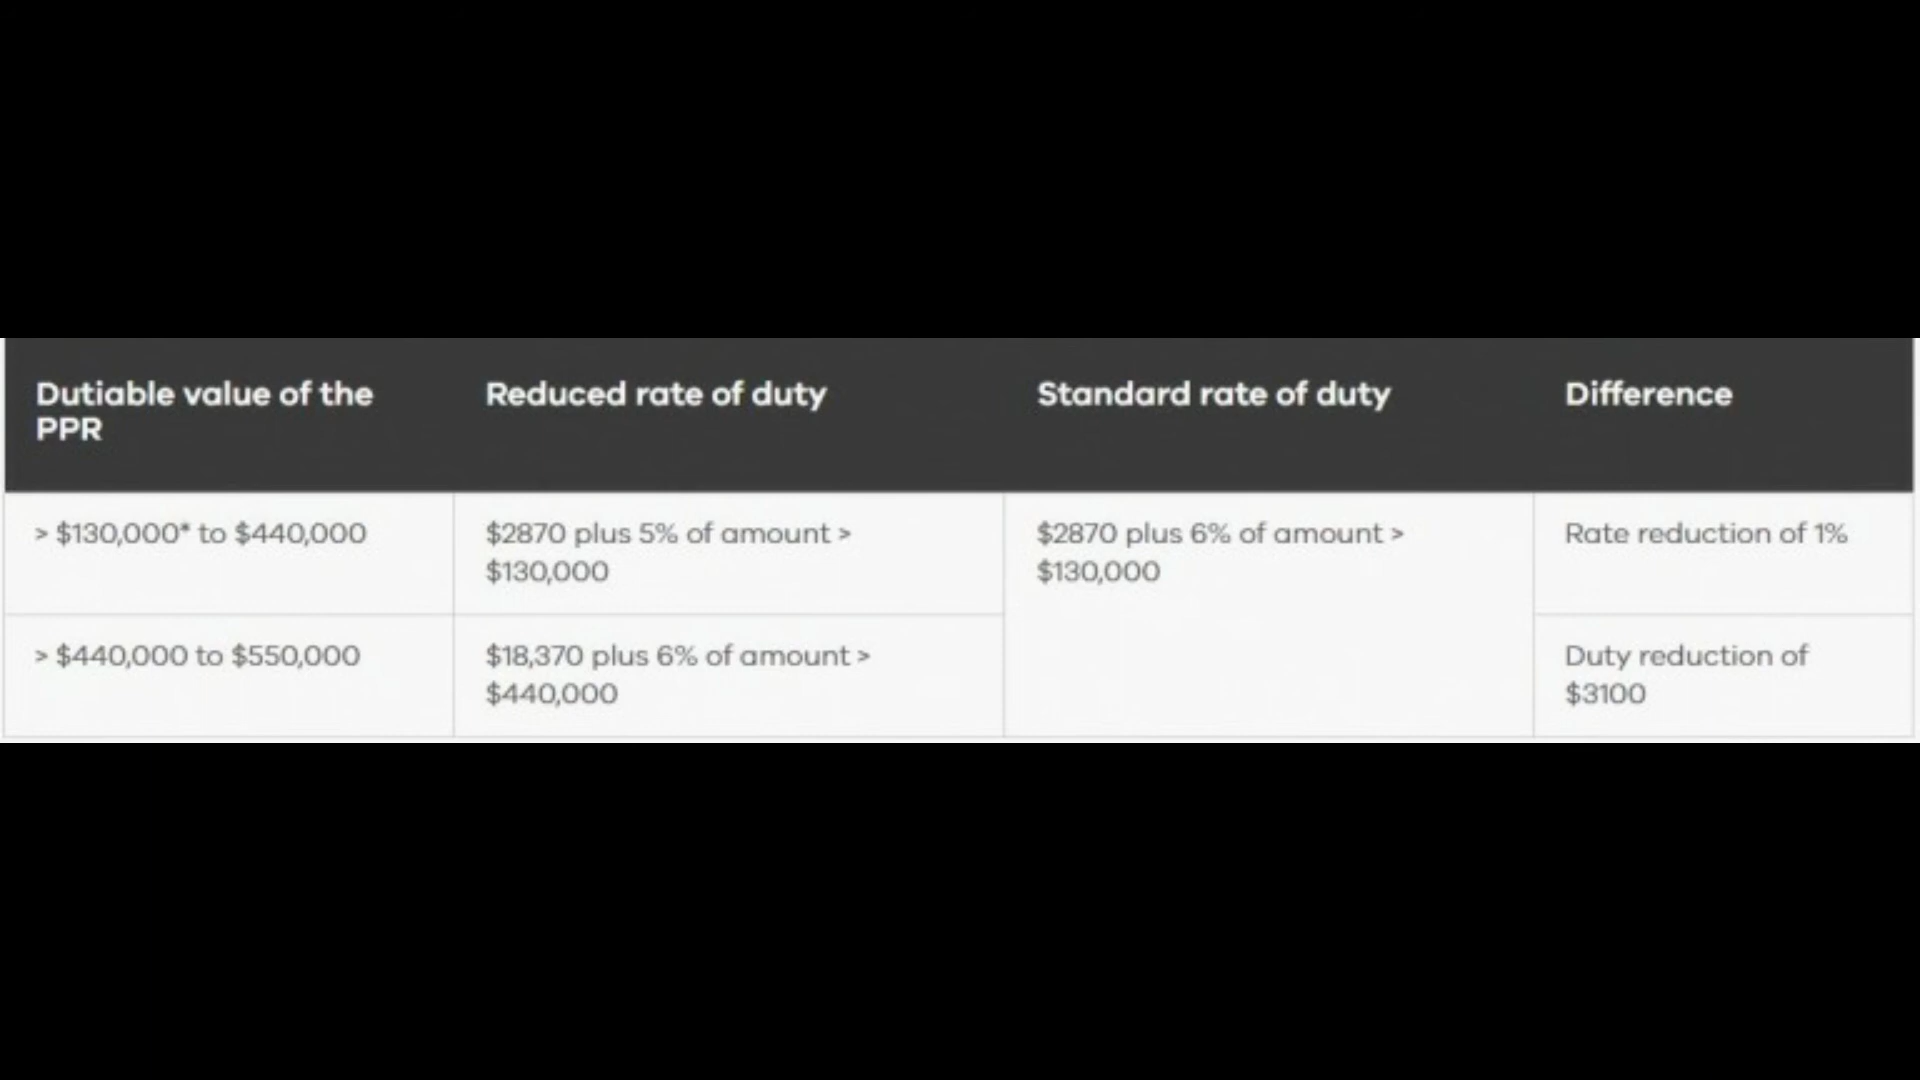 Dutiable value of the
PPR
Reduced rate of duty
Standard rate of duty
Difference
> $130,000* to $440,000
$2870 plus 5% of amount >
$130,000
$2870 plus 6% of amount >
$130,000
Rate reduction of 1%
> $440,000 to $550,000
$18,370 plus 6% of amount >
$440,000
Duty reduction of
$3100